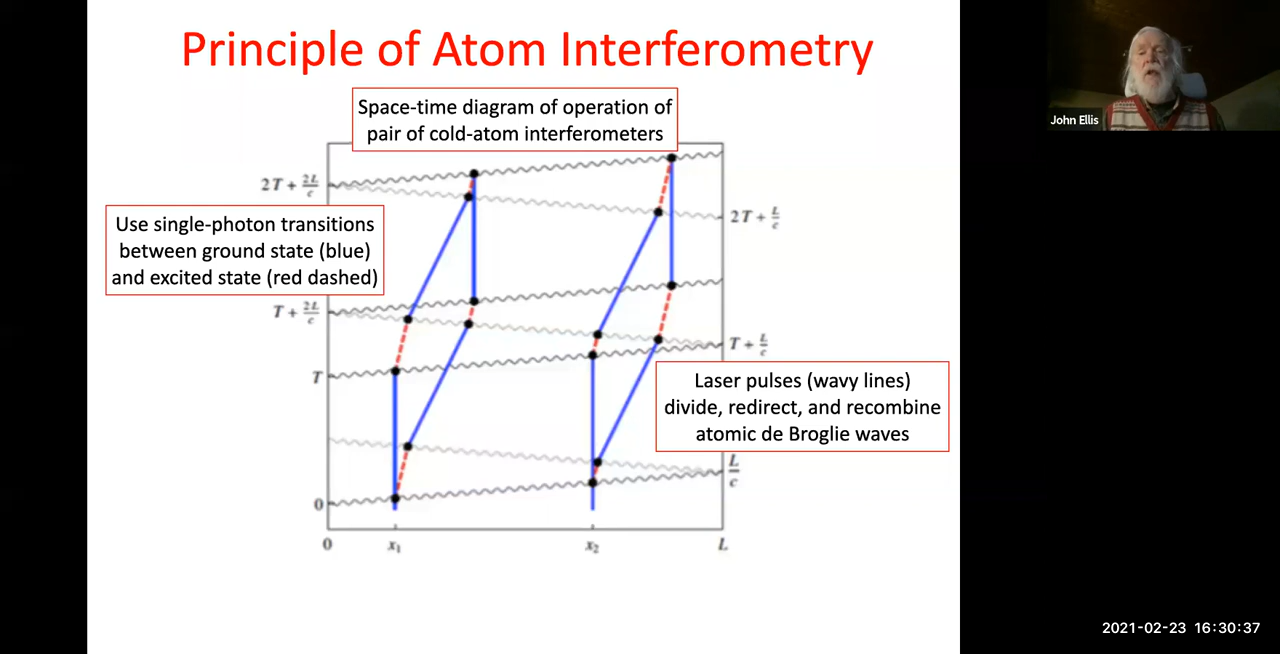 Principle of Atom Interferometry
Space-time diagram of operation of
pair of cold-atom interferometers
John Ellis
2T + 2L/c
Use single-photon transitions
between ground state (blue)
and excited state (red dashed)
2T + L/c
T + 2L/c
T + L/c
T
Laser pulses (wavy lines)
divide, redirect, and recombine
atomic de Broglie waves
L/c
0
0 x₁ x₂ L
2021-02-23 16:30:37